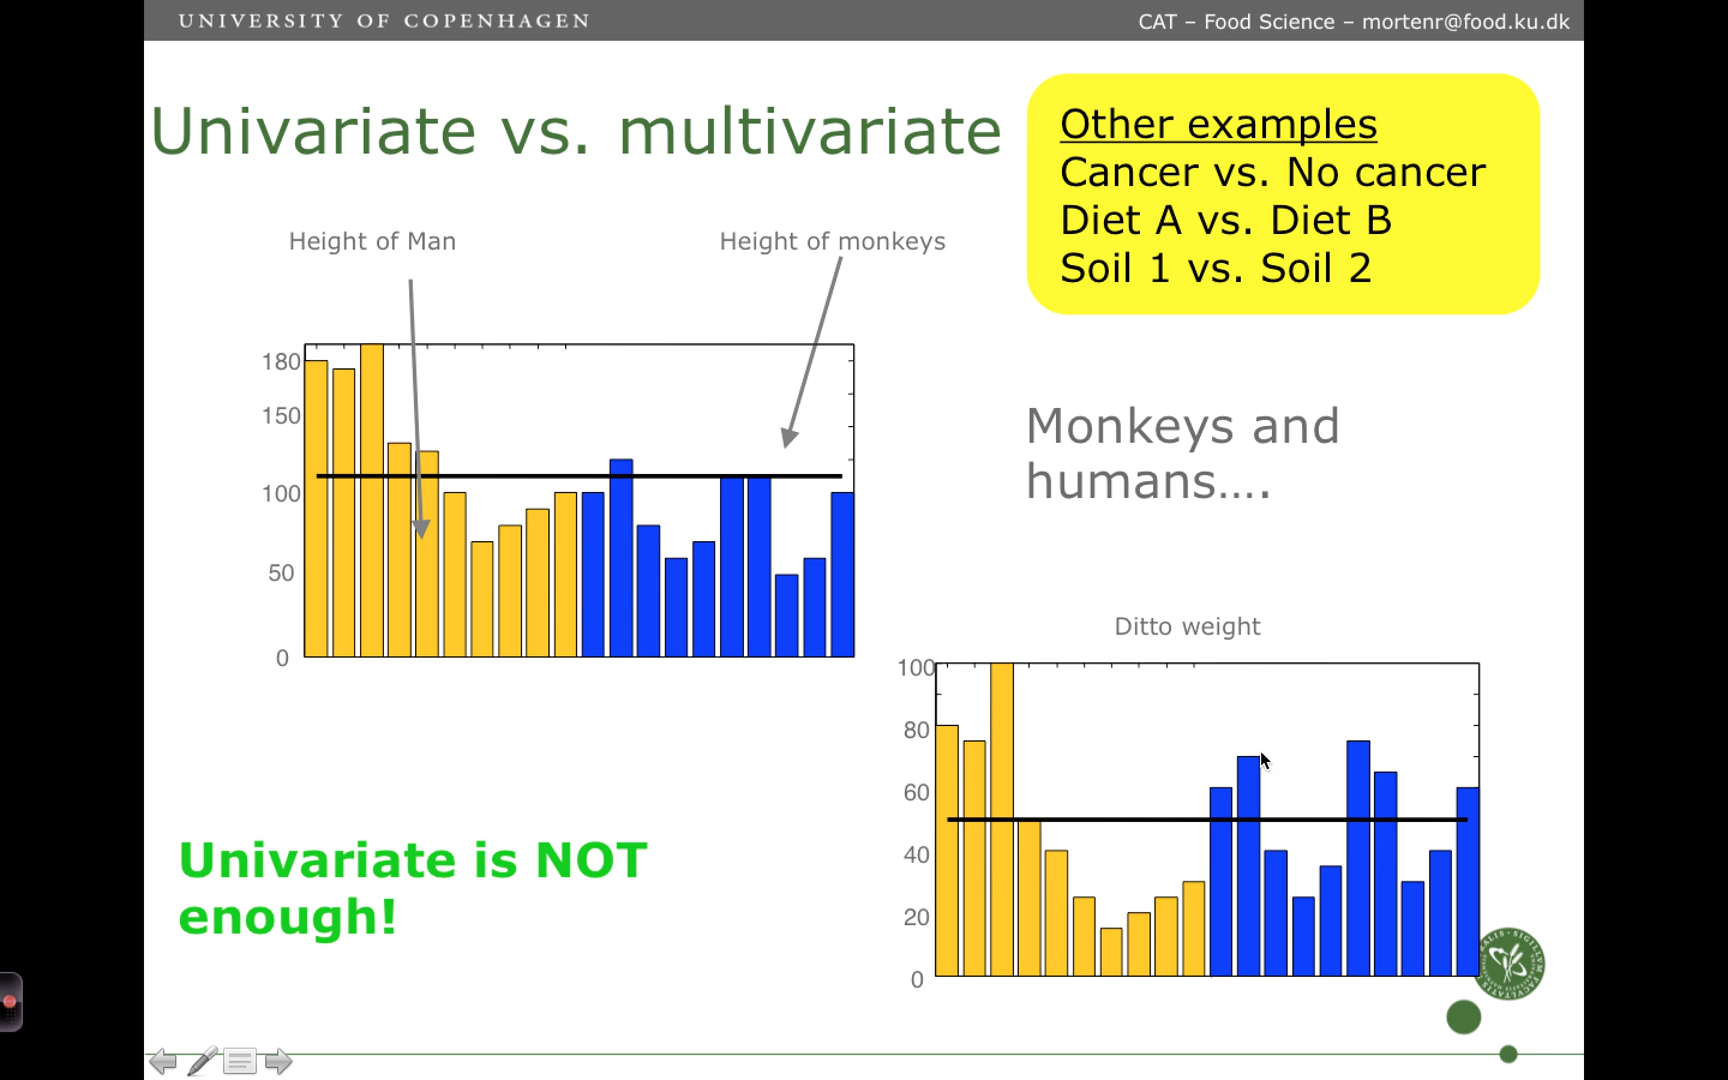 UNIVERSITY OF COPENHAGEN
CAT – Food Science – mortenr@food.ku.dk
Univariate vs. multivariate
Other examples
Cancer vs. No cancer
Diet A vs. Diet B
Soil 1 vs. Soil 2
Height of Man
Height of monkeys
180
150
100
50
0
Monkeys and
humans....
Ditto weight
100
80
60
40
20
0
Univariate is NOT
enough!